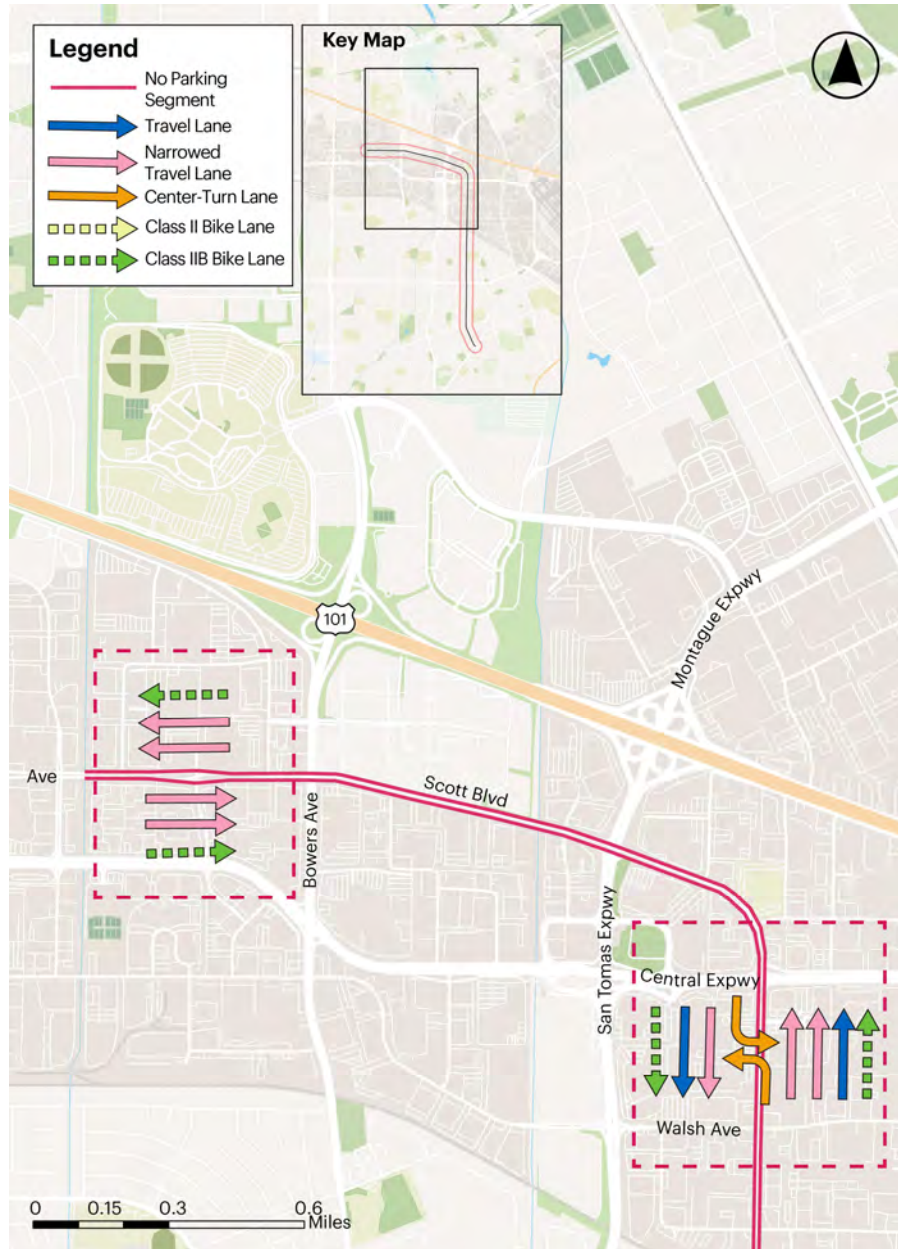 Legend
No Parking
Segment
Travel Lane
Narrowed
Travel Lane
Center-Turn Lane
Class II Bike Lane
Class IIB Bike Lane
Key Map
101
Montague Expwy
Ave
Scott Blvd
Bowers Ave
San Tomas Expwy
Central Expwy
Walsh Ave
0 0.15 0.3 0.6
Miles